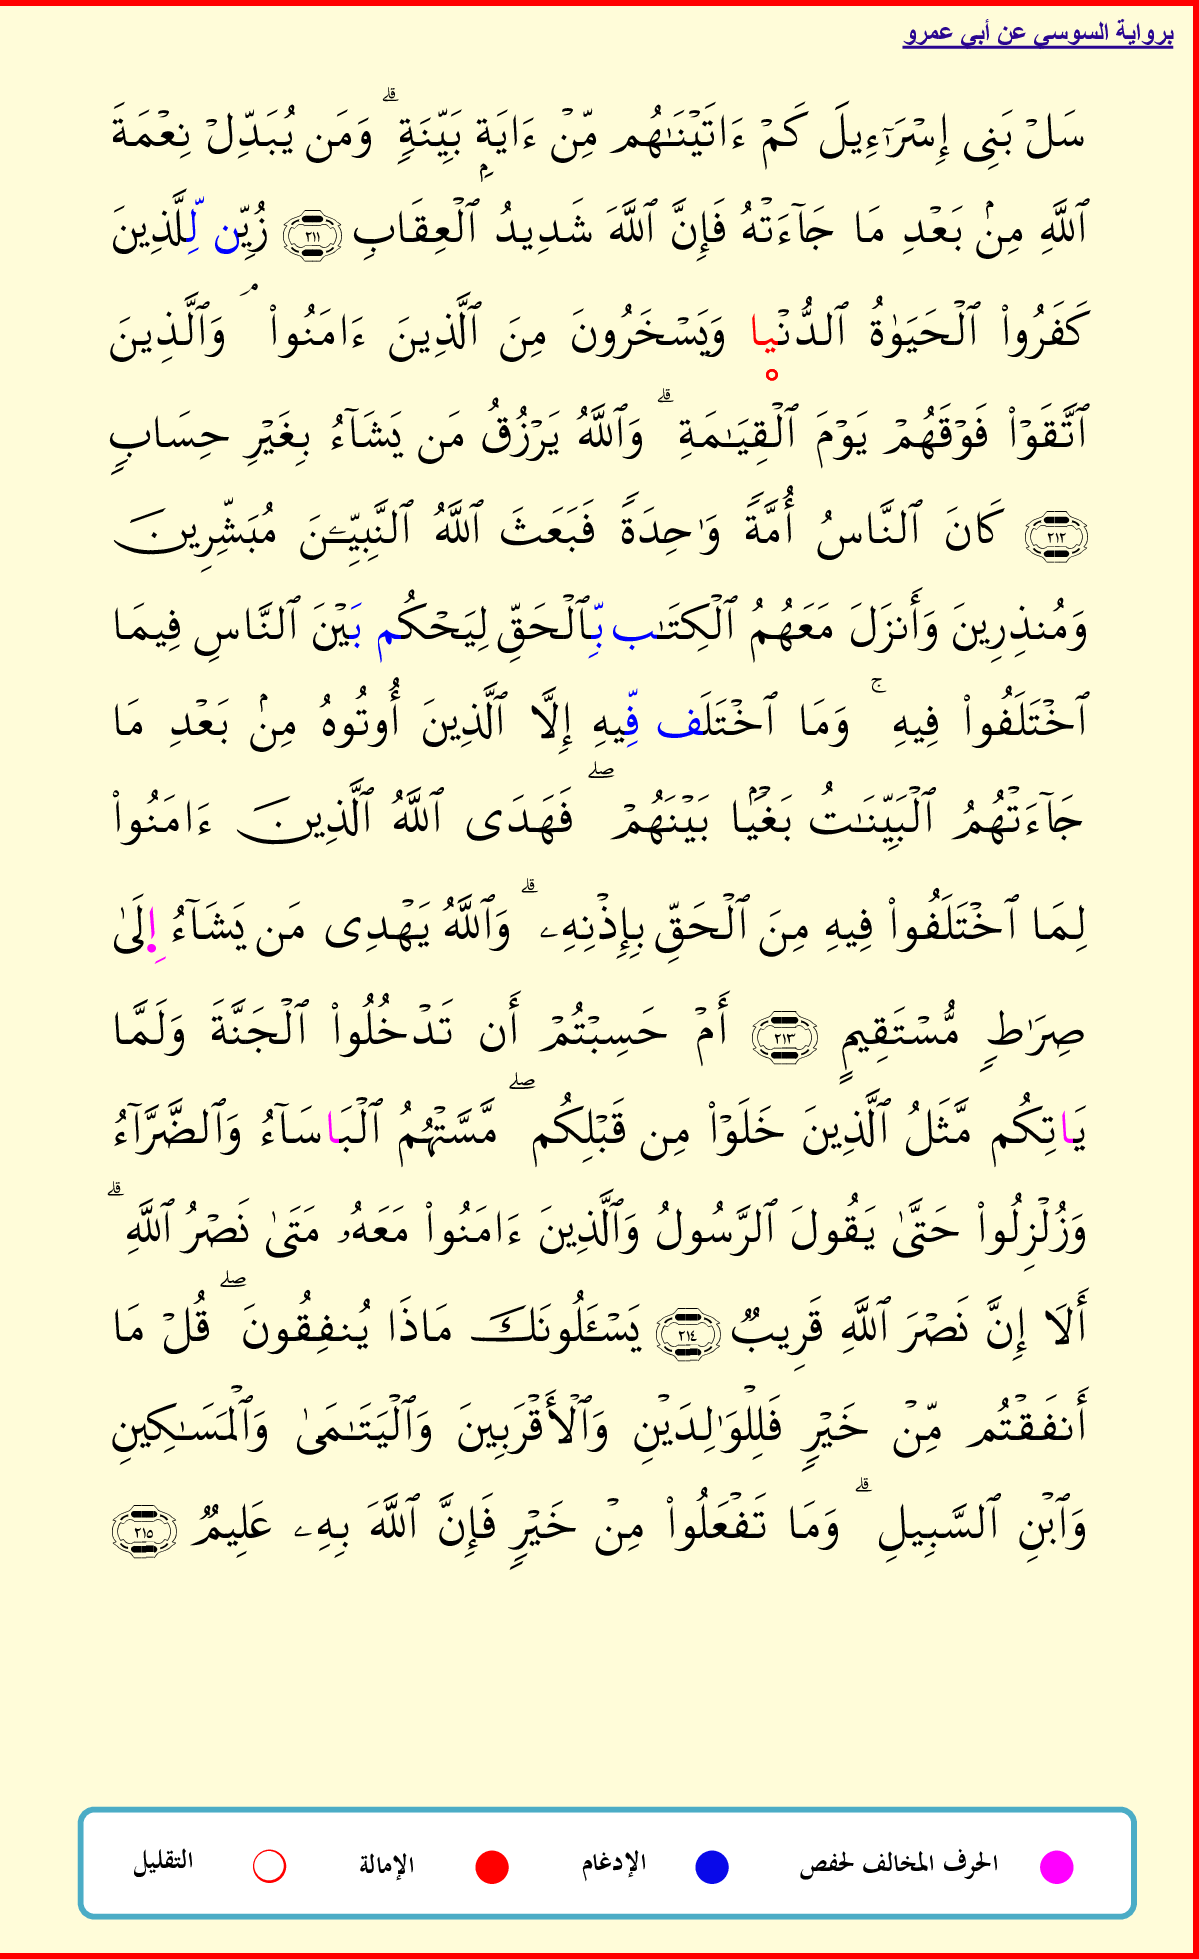 برواية السوسي عن أبي عمرو
سَلۡ بَنِى إِسۡرَٰٓءِيلَ كَمۡ ءَاتَيۡنَٰهُم مِّنۡ ءَايَةِۭ بَيِّنَةٖۗ وَمَن يُبَدِّلۡ نِعۡمَةَ
ٱللَّهِ مِنۢ بَعۡدِ مَا جَآءَتۡهُ فَإِنَّ ٱللَّهَ شَدِيدُ ٱلۡعِقَابِ ٢١١ زُيِّن لِّلَّذِينَ
كَفَرُواْ ٱلۡحَيَوٰةُ ٱلدُّنۡيا وَيَسۡخَرُونَ مِنَ ٱلَّذِينَ ءَامَنُواْۘ وَٱلَّذِينَ
ٱتَّقَوۡاْ فَوۡقَهُمۡ يَوۡمَ ٱلۡقِيَٰمَةِۗ وَٱللَّهُ يَرۡزُقُ مَن يَشَآءُ بِغَيۡرِ حِسَابٖ
٢١٢ كَانَ ٱلنَّاسُ أُمَّةٗ وَٰحِدَةٗ فَبَعَثَ ٱللَّهُ ٱلنَّبِيِّـۧنَ مُبَشِّرِينَ
وَمُنذِرِينَ وَأَنزَلَ مَعَهُمُ ٱلۡكِتَٰب بِّٱلۡحَقِّ لِيَحۡكُم بَيۡنَ ٱلنَّاسِ فِيمَا
ٱخۡتَلَفُواْ فِيهِۚ وَمَا ٱخۡتَلَف فِّيهِ إِلَّا ٱلَّذِينَ أُوتُوهُ مِنۢ بَعۡدِ مَا
جَآءَتۡهُمُ ٱلۡبَيِّنَٰتُ بَغۡيَۢا بَيۡنَهُمۡۖ فَهَدَى ٱللَّهُ ٱلَّذِينَ ءَامَنُواْ
لِمَا ٱخۡتَلَفُواْ فِيهِ مِنَ ٱلۡحَقِّ بِإِذۡنِهِۦۗ وَٱللَّهُ يَهۡدِى مَن يَشَآءُ اِ۪لَىٰ
صِرَٰطٖ مُّسۡتَقِيمٍ ٢١٣ أَمۡ حَسِبۡتُمۡ أَن تَدۡخُلُواْ ٱلۡجَنَّةَ وَلَمَّا
يَاتِكُم مَّثَلُ ٱلَّذِينَ خَلَوۡاْ مِن قَبۡلِكُمۖ مَّسَّتۡهُمُ ٱلۡبَاسَآءُ وَٱلضَّرَّآءُ
وَزُلۡزِلُواْ حَتَّىٰ يَقُولَ ٱلرَّسُولُ وَٱلَّذِينَ ءَامَنُواْ مَعَهُۥ مَتَىٰ نَصۡرُ ٱللَّهِۗ
أَلَا إِنَّ نَصۡرَ ٱللَّهِ قَرِيبٞ ٢١٤ يَسۡـَٔلُونَكَ مَاذَا يُنفِقُونَۖ قُلۡ مَا
أَنفَقۡتُم مِّنۡ خَيۡرٖ فَلِلۡوَٰلِدَيۡنِ وَٱلۡأَقۡرَبِينَ وَٱلۡيَتَٰمَىٰ وَٱلۡمَسَٰكِينِ
وَٱبۡنِ ٱلسَّبِيلِۗ وَمَا تَفۡعَلُواْ مِنۡ خَيۡرٖ فَإِنَّ ٱللَّهَ بِهِۦ عَلِيمٞ ٢١٥
الحرف المخالف لحفص الإدغام الإمالة التقليل